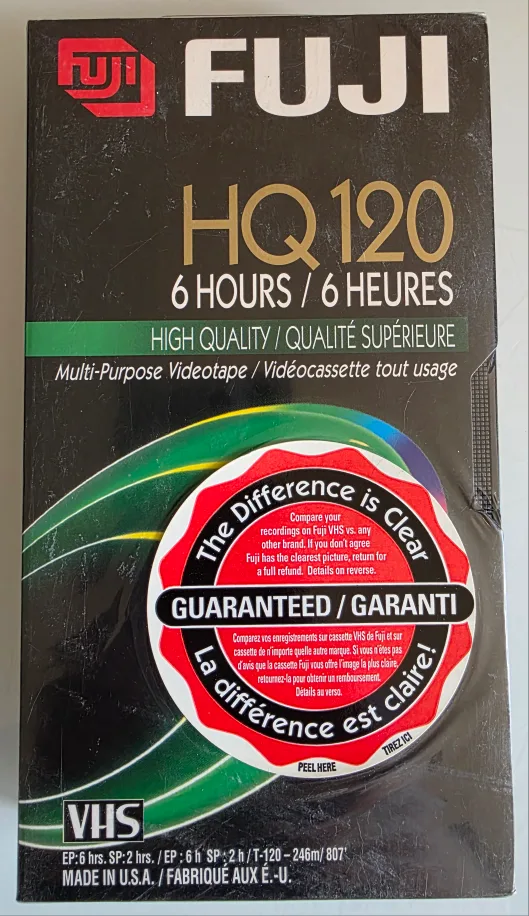 FUJI
FUJI
HQ 120
6 HOURS / 6 HEURES
HIGH QUALITY / QUALITÉ SUPÉRIEURE
Multi-Purpose Videotape / Vidéocassette tout usage
The Difference is Clear
Compare your
recordings on Fuji VHS vs. any
other brand. If you don't agree
Fuji has the clearest picture, return for
a full refund. Details on reverse.
GUARANTEED / GARANTI
Comparez vos enregistrements sur cassette VHS de Fuji et sur
cassette de n'importe quelle autre marque. Si vous n'êtes pas
d'avis que la cassette Fuji vous offre l'image la plus claire,
retournez-la pour obtenir un remboursement.
Détails au verso.
La différence est claire!
PEEL HERE
TIREZ ICI
VHS
EP:6 hrs. SP:2 hrs. / EP : 6 h SP : 2 h / T-120 – 246m/ 807'
MADE IN U.S.A. / FABRIQUÉ AUX É.-U.